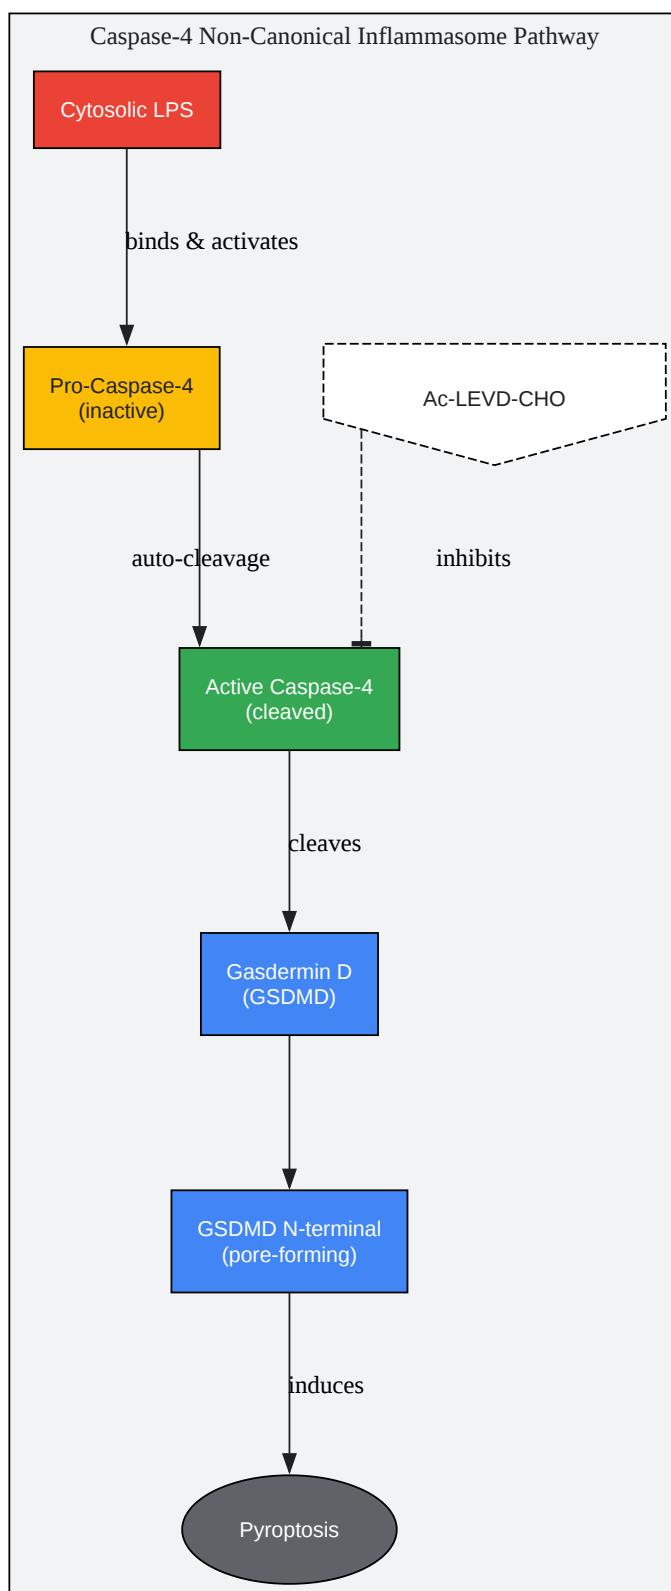 Caspase-4 Non-Canonical Inflammasome Pathway
Cytosolic LPS
binds & activates
Pro-Caspase-4
(inactive)
Ac-LEVD-CHO
auto-cleavage
inhibits
Active Caspase-4
(cleaved)
cleaves
Gasdermin D
(GSDMD)
GSDMD N-terminal
(pore-forming)
induces
Pyroptosis